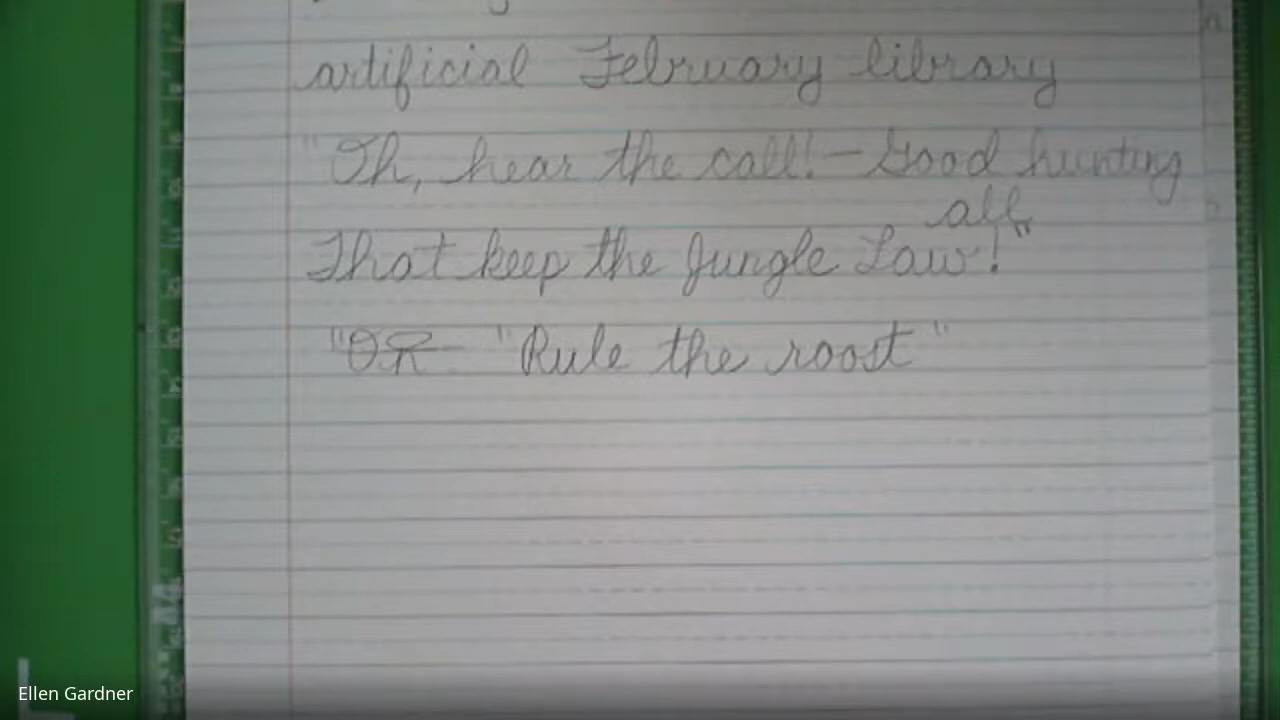 artificial February library
"Oh, hear the call! — Good hunting
all
That keep the Jungle Law!"
"OR "Rule the roost"
Ellen Gardner